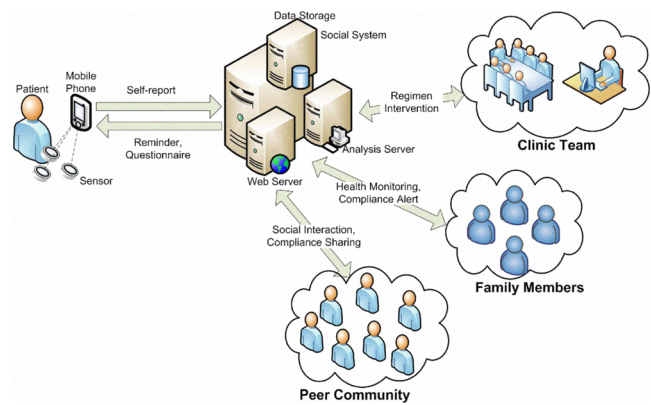 Data Storage
Social System
Patient
Mobile
Phone
Self-report
Reminder,
Questionnaire
Sensor
Web Server
Analysis Server
Regimen
Intervention
Clinic Team
Health Monitoring,
Compliance Alert
Family Members
Social Interaction,
Compliance Sharing
Peer Community